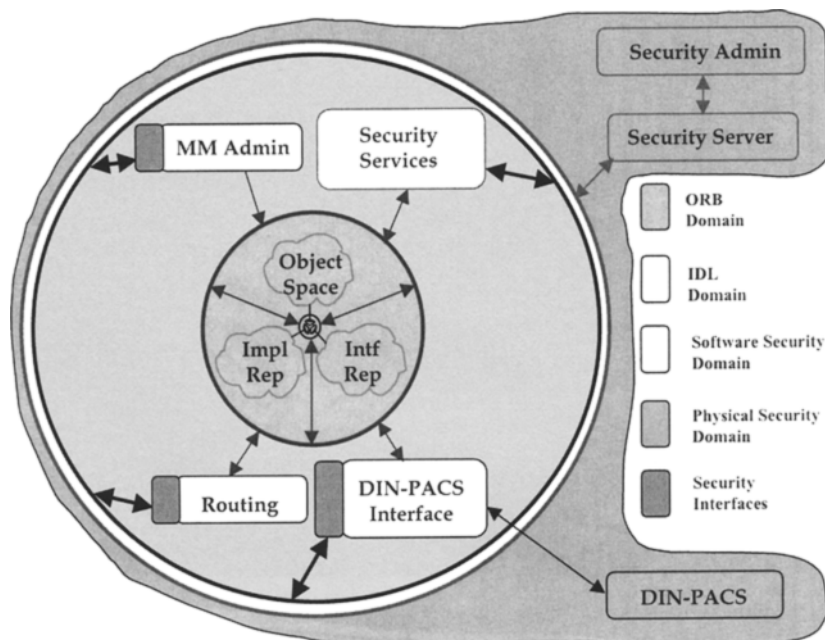 Security Admin
Security Server
MM Admin
Security
Services
Object
Space
Impl
Rep
Intf
Rep
Routing
DIN-PACS
Interface
DIN-PACS
ORB
Domain
IDL
Domain
Software Security
Domain
Physical Security
Domain
Security
Interfaces